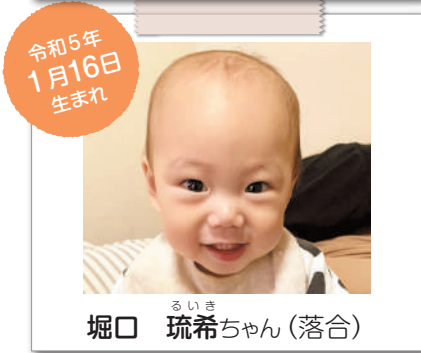 令和5年
1月16日
生まれ
るいき
堀口 琉希ちゃん（落合）